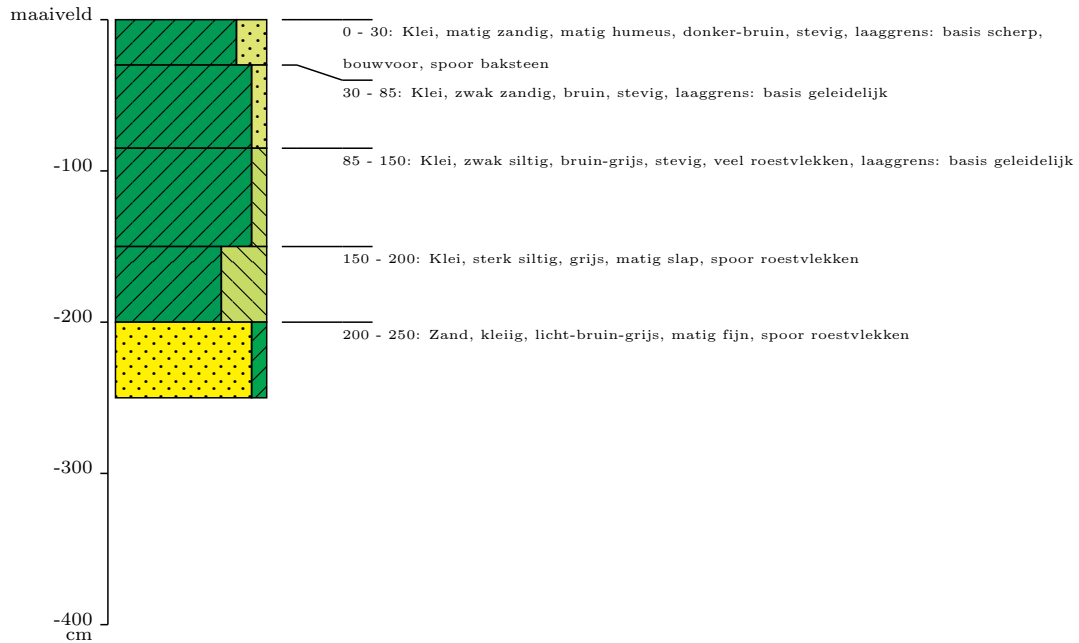 maaiveld
0 - 30: Klei, matig zandig, matig humeus, donker-bruin, stevig, laaggrens: basis scherp,
bouwvoor, spoor baksteen
30 - 85: Klei, zwak zandig, bruin, stevig, laaggrens: basis geleidelijk
85 - 150: Klei, zwak siltig, bruin-grijs, stevig, veel roestvlekken, laaggrens: basis geleidelijk
-100
150 - 200: Klei, sterk siltig, grijs, matig slap, spoor roestvlekken
-200
200 - 250: Zand, kleiig, licht-bruin-grijs, matig fijn, spoor roestvlekken
-300
-400
cm